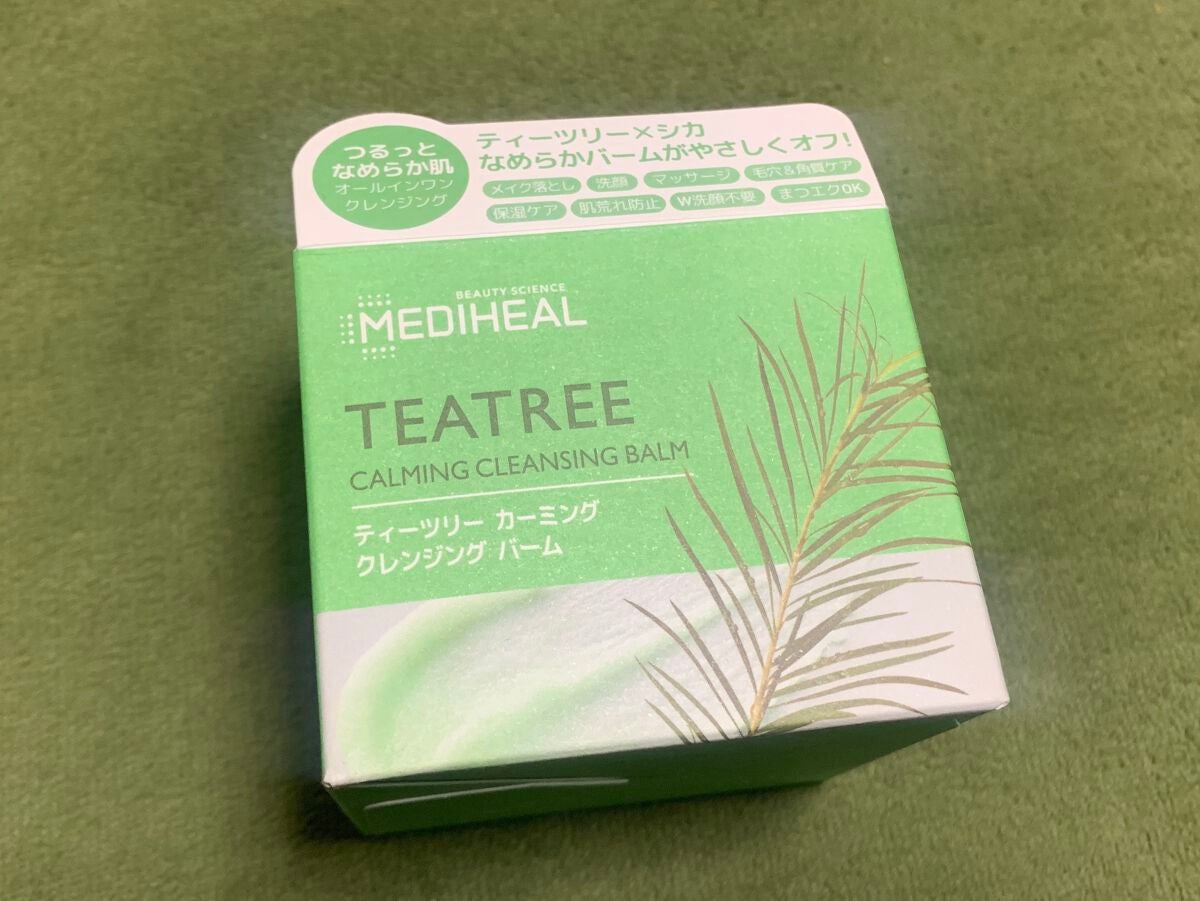 つるっと
なめらか肌
オールインワン
クレンジング
ティーツリー×シカ
なめらかバームがやさしくオフ!
メイク落とし 洗顔 マッサージ 毛穴&角質ケア
保湿ケア 肌荒れ防止 W洗顔不要 まつエクOK
BEAUTY SCIENCE
MEDIHEAL
TEATREE
CALMING CLEANSING BALM
ティーツリー カーミング
クレンジング バーム